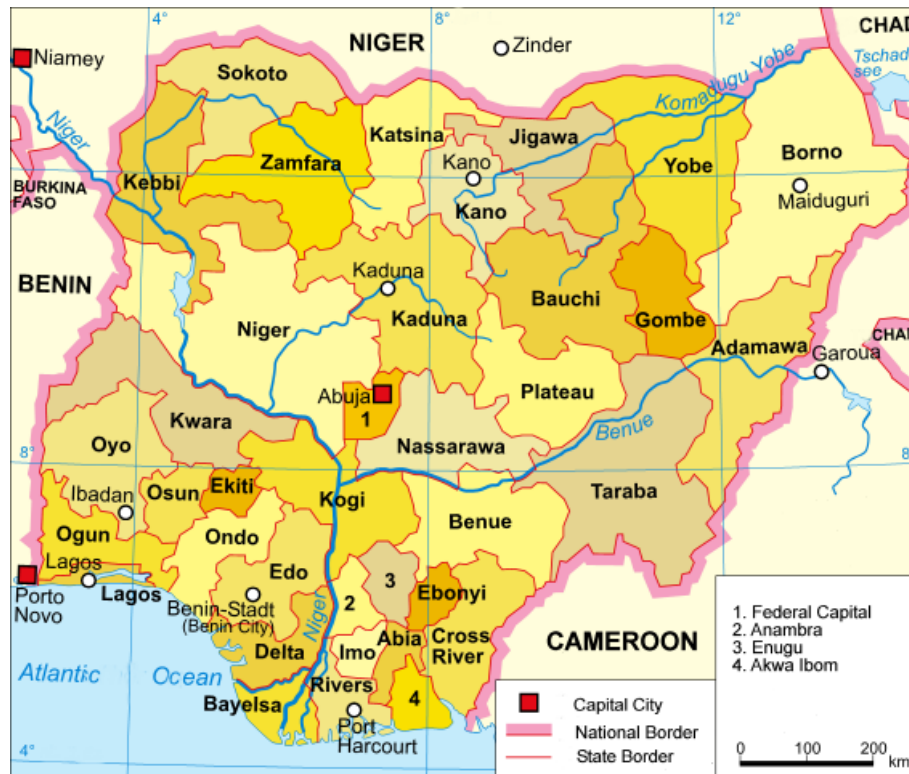 4°
8°
12°
CHAD
NIGER
Zinder
Niamey
Tschad
see
Sokoto
Komadugu Yobe
Niger
Katsina
Jigawa
Zamfara
Kano
Yobe
Borno
Kebbi
BURKINA
FASO
Maiduguri
Kano
Kaduna
BENIN
Bauchi
Niger
Kaduna
Gombe
Adamawa
CHAD
Garoua
Abuja
1
Plateau
Kwara
Nassarawa
Benue
Oyo
8°
8
Ibadan
Osun
Ekiti
Kogi
Taraba
Benue
Ogun
Ondo
Edo
Lagos
Lagos
3
Ebonyi
Porto
Novo
Benin-Stadt
(Benin City)
Niger
2
Abia
Cross
River
Imo
Delta
CAMEROON
Atlantic Ocean
Rivers
4
Bayelsa
Port
Harcourt
4°
1. Federal Capital
2. Anambra
3. Enugu
4. Akwa Ibom
Capital City
National Border
State Border
0 100 200
km